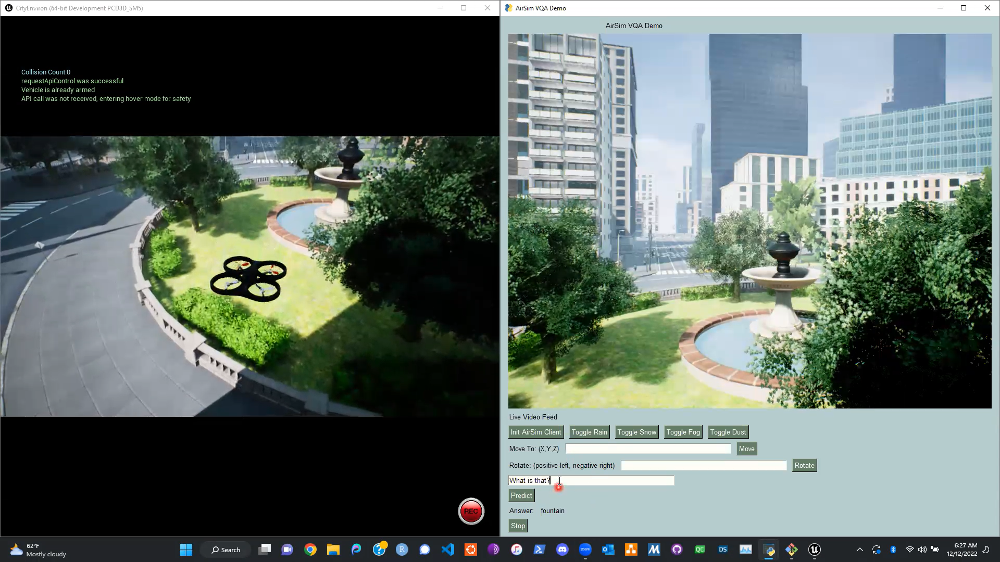 CityEnviron (64-bit Development PCD3D_SM5)
Collision Count:0
requestApiControl was successful
Vehicle is already armed
API call was not received, entering hover mode for safety
REC
AirSim VQA Demo
AirSim VQA Demo
Live Video Feed
Init AirSim Client Toggle Rain Toggle Snow Toggle Fog Toggle Dust
Move To: (X,Y,Z) Move
Rotate: (positive left, negative right) Rotate
What is that?
Predict
Answer: fountain
Stop
62°F
Mostly cloudy
Search
R
zoom
M
QC
DS
6:27 AM
12/12/2022